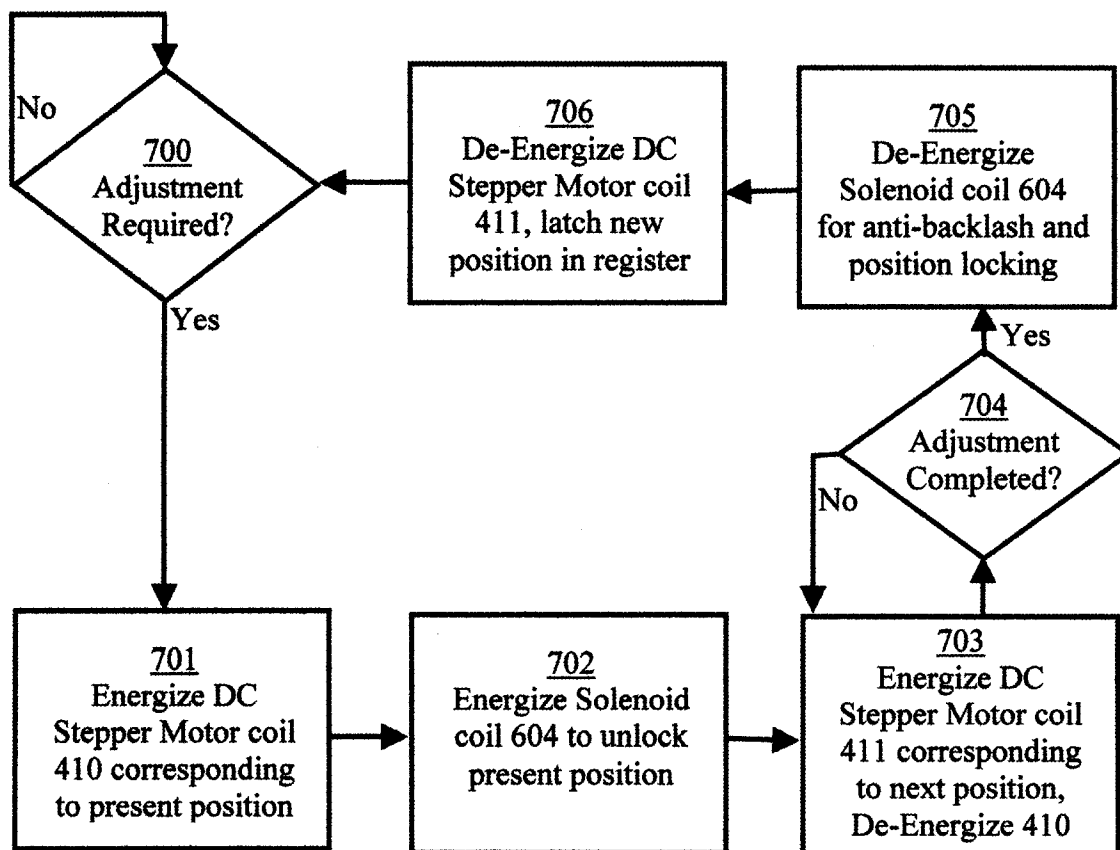 No
700
Adjustment
Required?
Yes
706
De-Energize DC
Stepper Motor coil
411, latch new
position in register
705
De-Energize
Solenoid coil 604
for anti-backlash and
position locking
Yes
704
Adjustment
Completed?
No
701
Energize DC
Stepper Motor coil
410 corresponding
to present position
702
Energize Solenoid
coil 604 to unlock
present position
703
Energize DC
Stepper Motor coil
411 corresponding
to next position,
De-Energize 410